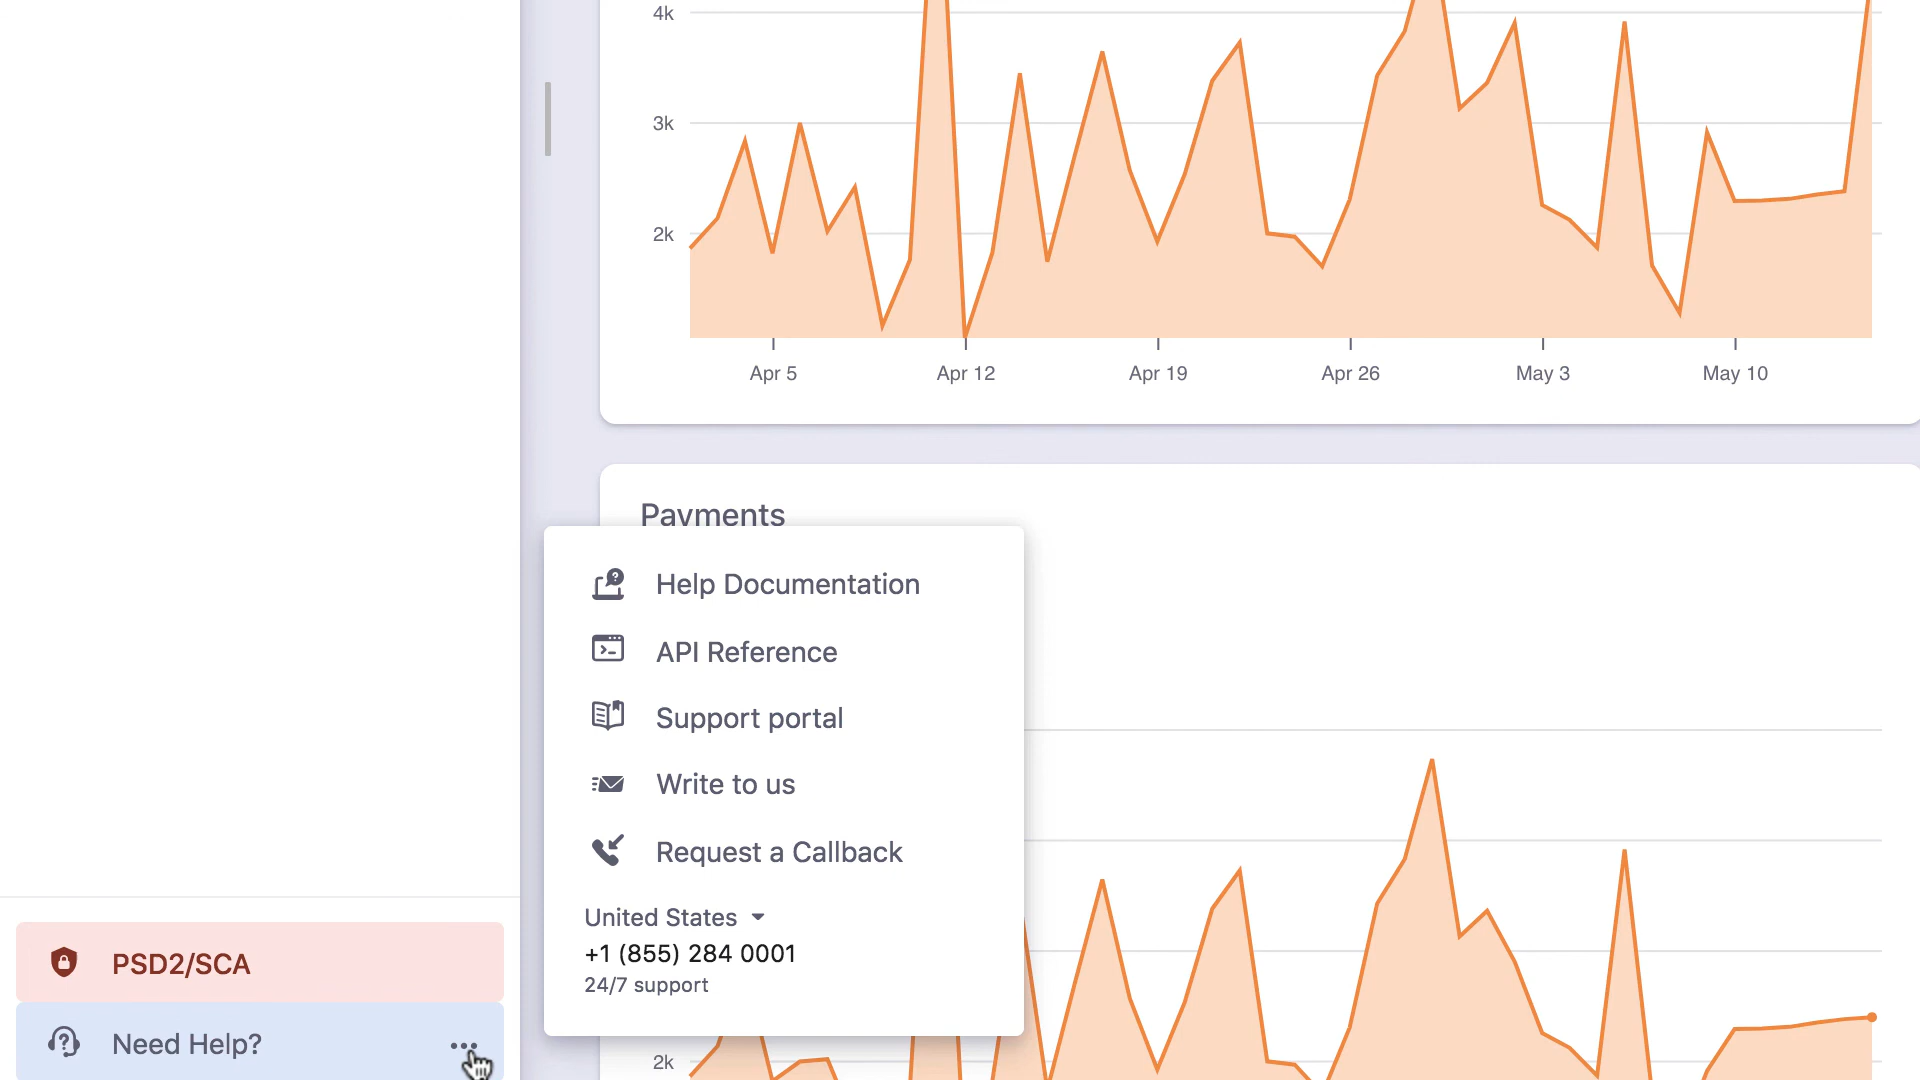 4k
3k
2k
Apr 5
Apr 12
Apr 19
Apr 26
May 3
May 10
Payments
Help Documentation
API Reference
Support portal
Write to us
Request a Callback
United States
+1 (855) 284 0001
24/7 support
PSD2/SCA
Need Help?
2k